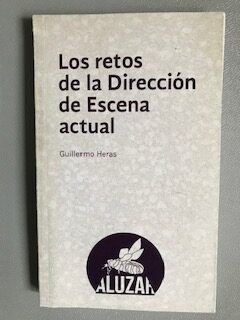 Los retos
de la Dirección
de Escena
actual
Guillermo Heras
ALUZAR